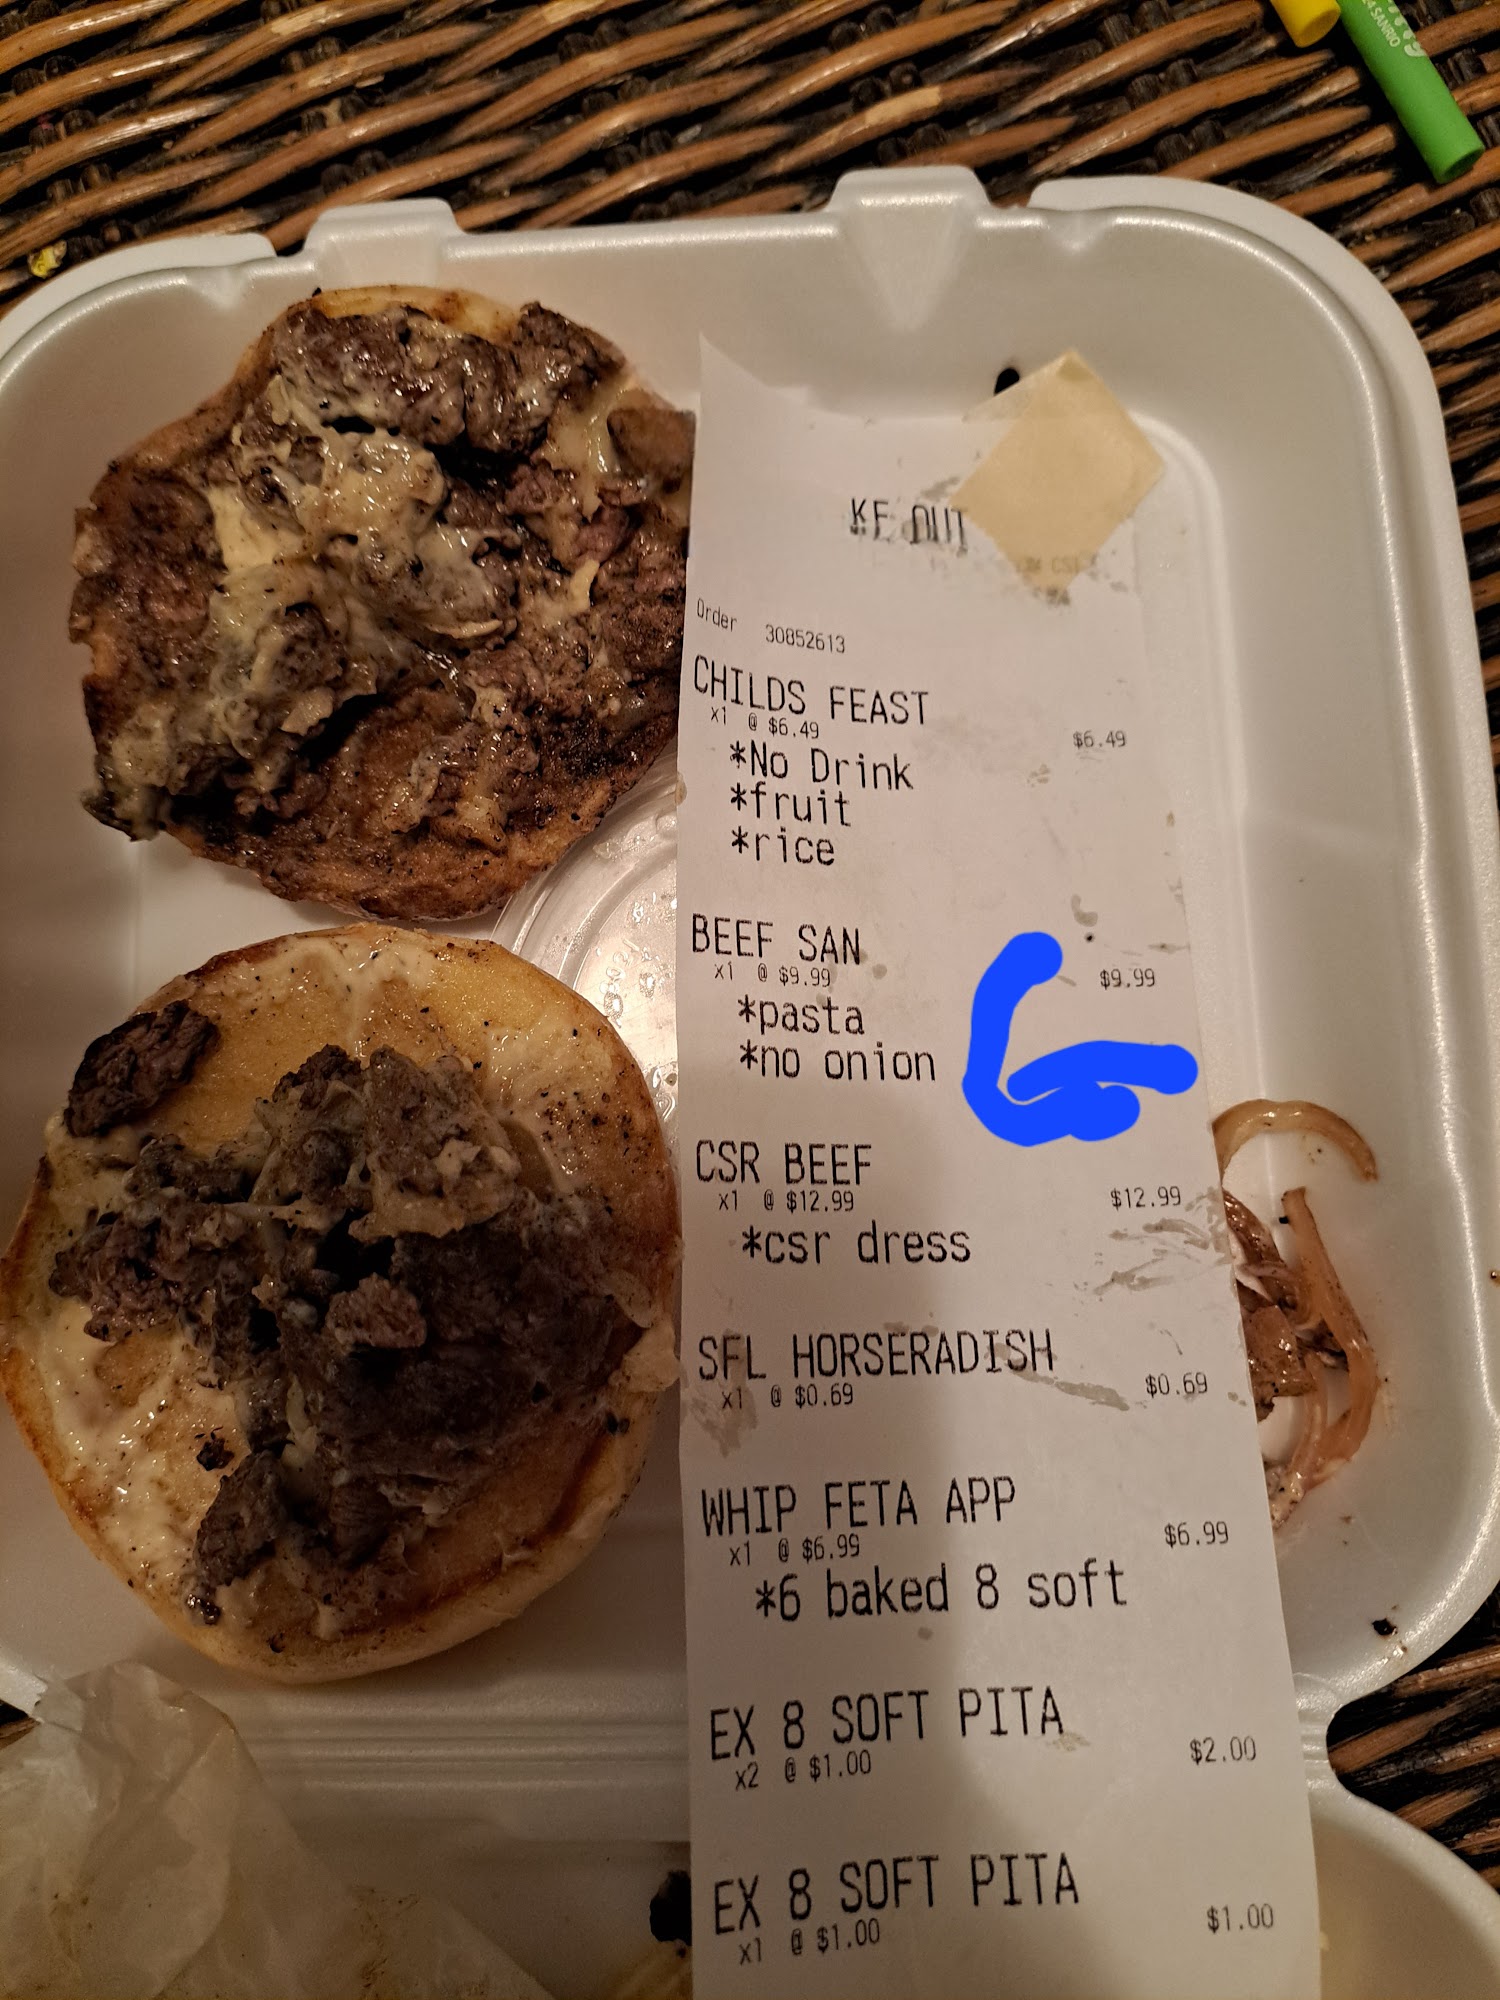 SANRIO
KE OUT
Order 30852613
CHILDS FEAST
x1 @ $6.49 $6.49
*No Drink
*fruit
*rice
BEEF SAN
x1 @ $9.99 $9.99
*pasta
*no onion
CSR BEEF
x1 @ $12.99 $12.99
*csr dress
SFL HORSERADISH
x1 @ $0.69 $0.69
WHIP FETA APP
x1 @ $6.99 $6.99
*6 baked 8 soft
EX 8 SOFT PITA
x2 @ $1.00 $2.00
EX 8 SOFT PITA
x1 @ $1.00 $1.00